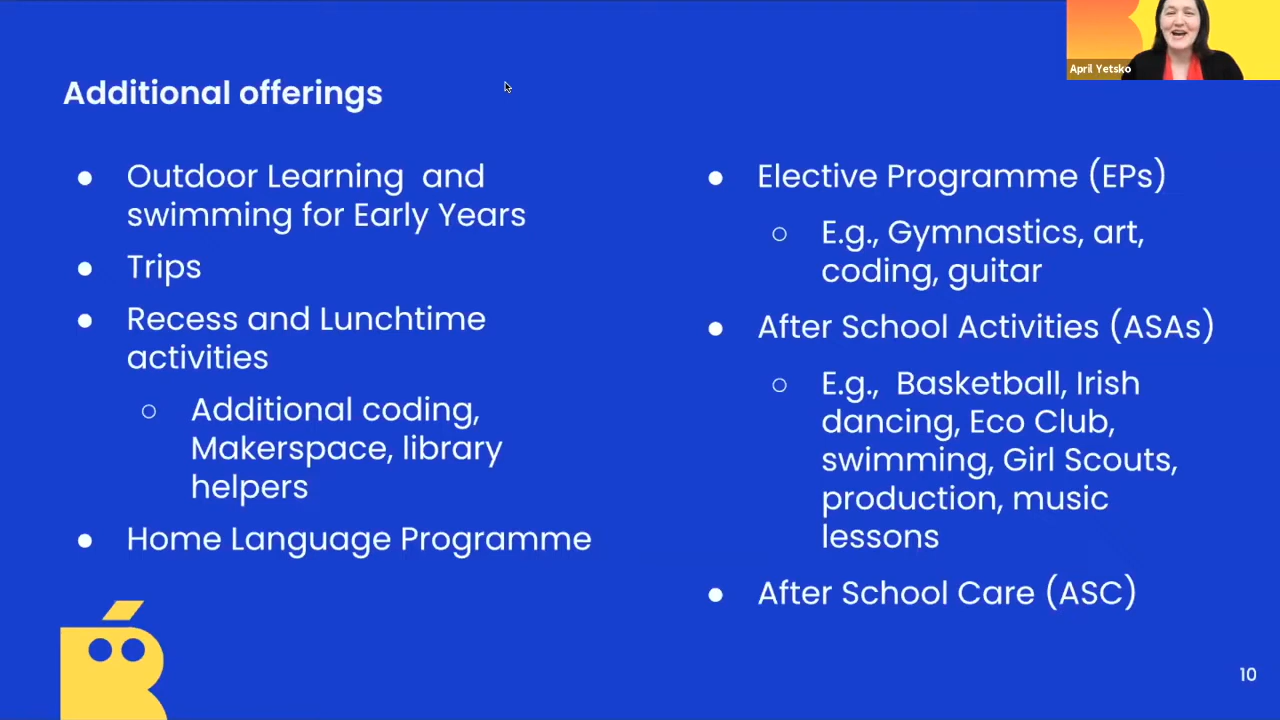 April Yetsko
Additional offerings
● Outdoor Learning and
swimming for Early Years
● Trips
● Recess and Lunchtime
activities
○ Additional coding,
Makerspace, library
helpers
● Home Language Programme
● Elective Programme (EPs)
○ E.g., Gymnastics, art,
coding, guitar
● After School Activities (ASAs)
○ E.g., Basketball, Irish
dancing, Eco Club,
swimming, Girl Scouts,
production, music
lessons
● After School Care (ASC)
10